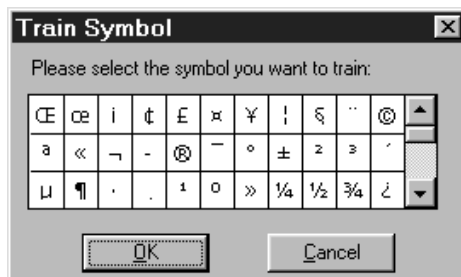 Train Symbol
Please select the symbol you want to train:
Œ œ ¡ ¢ £ ¤ ¥ ¦ § ¨ ©
ª « ¬ - ® ¯ ° ± ² ³ ´
µ ¶ · . ¹ º » ¼ ½ ¾ ¿
OK Cancel